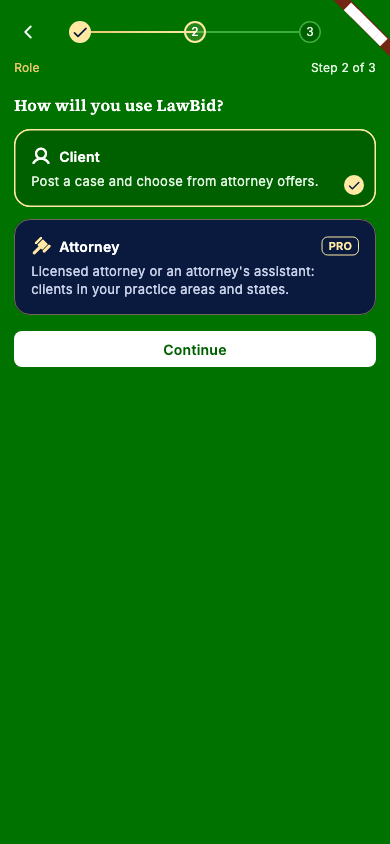 2
3
Role
Step 2 of 3
How will you use LawBid?
Client
Post a case and choose from attorney offers.
Attorney
PRO
Licensed attorney or an attorney's assistant:
clients in your practice areas and states.
Continue